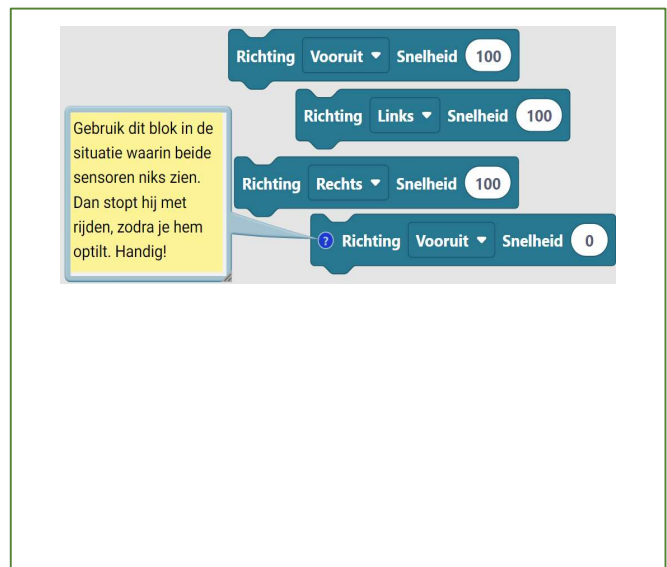 Richting Vooruit Snelheid 100
Richting Links Snelheid 100
Gebruik dit blok in de
situatie waarin beide
sensoren niks zien.
Dan stopt hij met
rijden, zodra je hem
optilt. Handig!
Richting Rechts Snelheid 100
? Richting Vooruit Snelheid 0